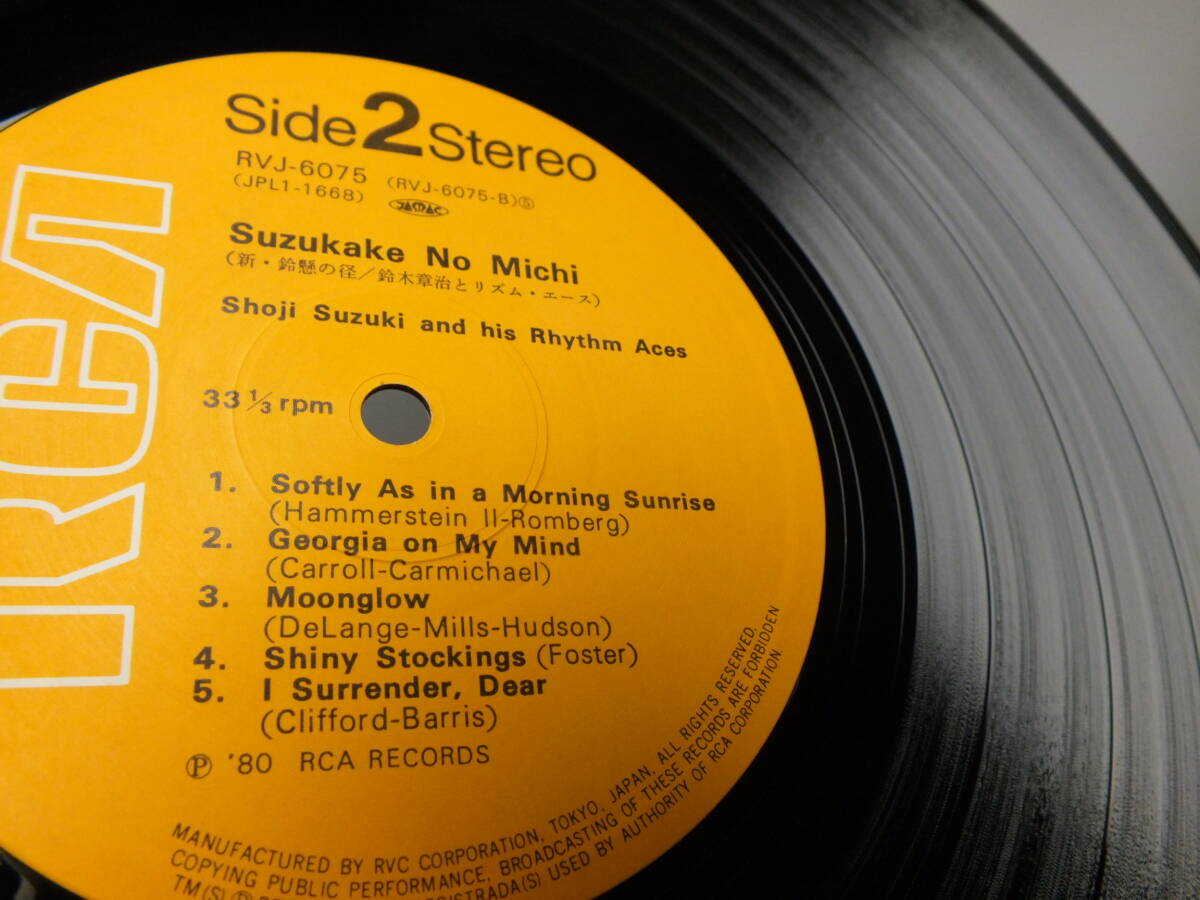 RCA
Side 2 Stereo
RVJ-6075 (RVJ-6075-B)⑤
(JPL1-1668) JASRAC
Suzukake No Michi
(新・鈴懸の径/鈴木章治とリズム・エース)
Shoji Suzuki and his Rhythm Aces
33 1/3 rpm
1. Softly As in a Morning Sunrise
(Hammerstein II-Romberg)
2. Georgia on My Mind
(Carroll-Carmichael)
3. Moonglow
(DeLange-Mills-Hudson)
4. Shiny Stockings (Foster)
5. I Surrender, Dear
(Clifford-Barris)
Ⓟ '80 RCA RECORDS
MANUFACTURED BY RVC CORPORATION, TOKYO, JAPAN, ALL RIGHTS RESERVED.
COPYING PUBLIC PERFORMANCE, BROADCASTING OF THESE RECORDS ARE FORBIDDEN
TM(S) USED BY AUTHORITY OF RCA CORPORATION.